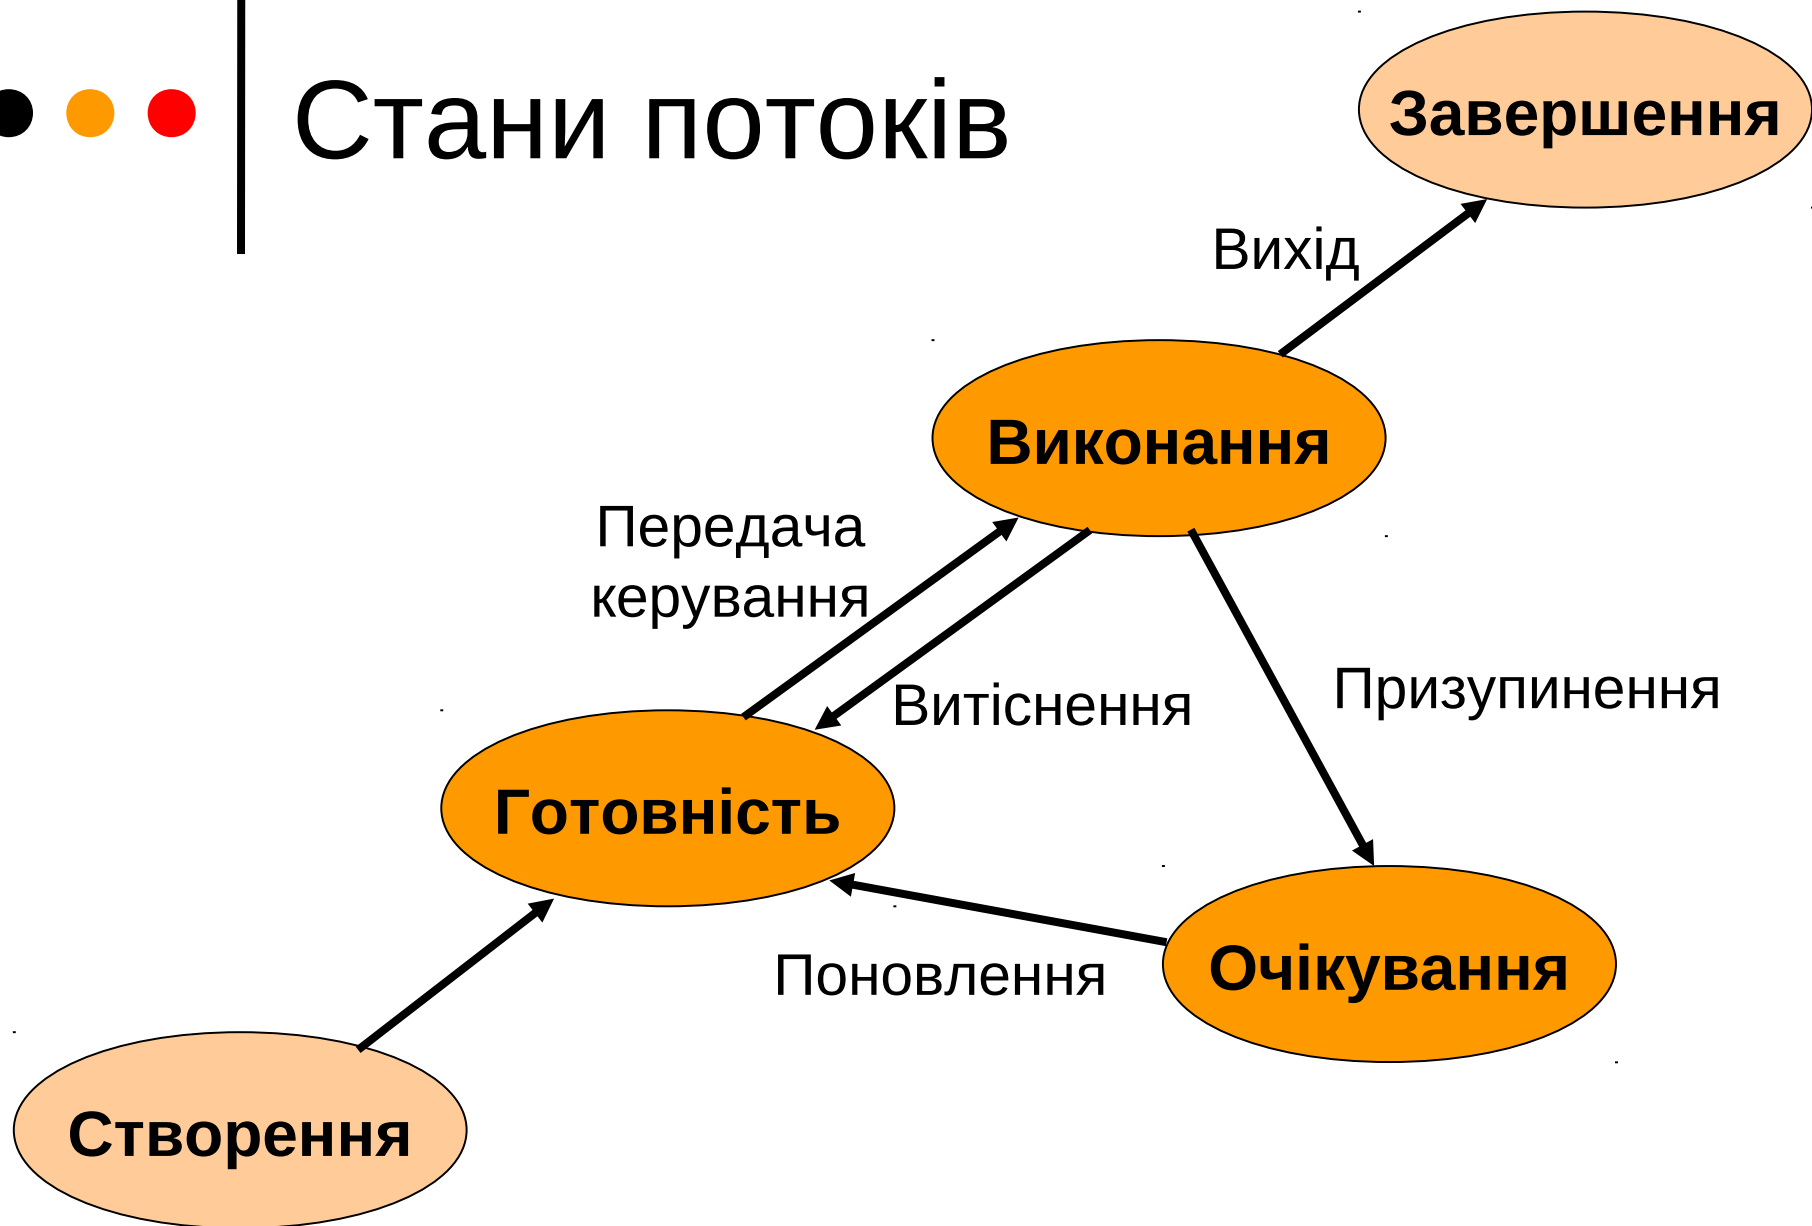 Стани потоків
Завершення
Вихід
Виконання
Передача
керування
Витіснення
Призупинення
Готовність
Поновлення
Очікування
Створення